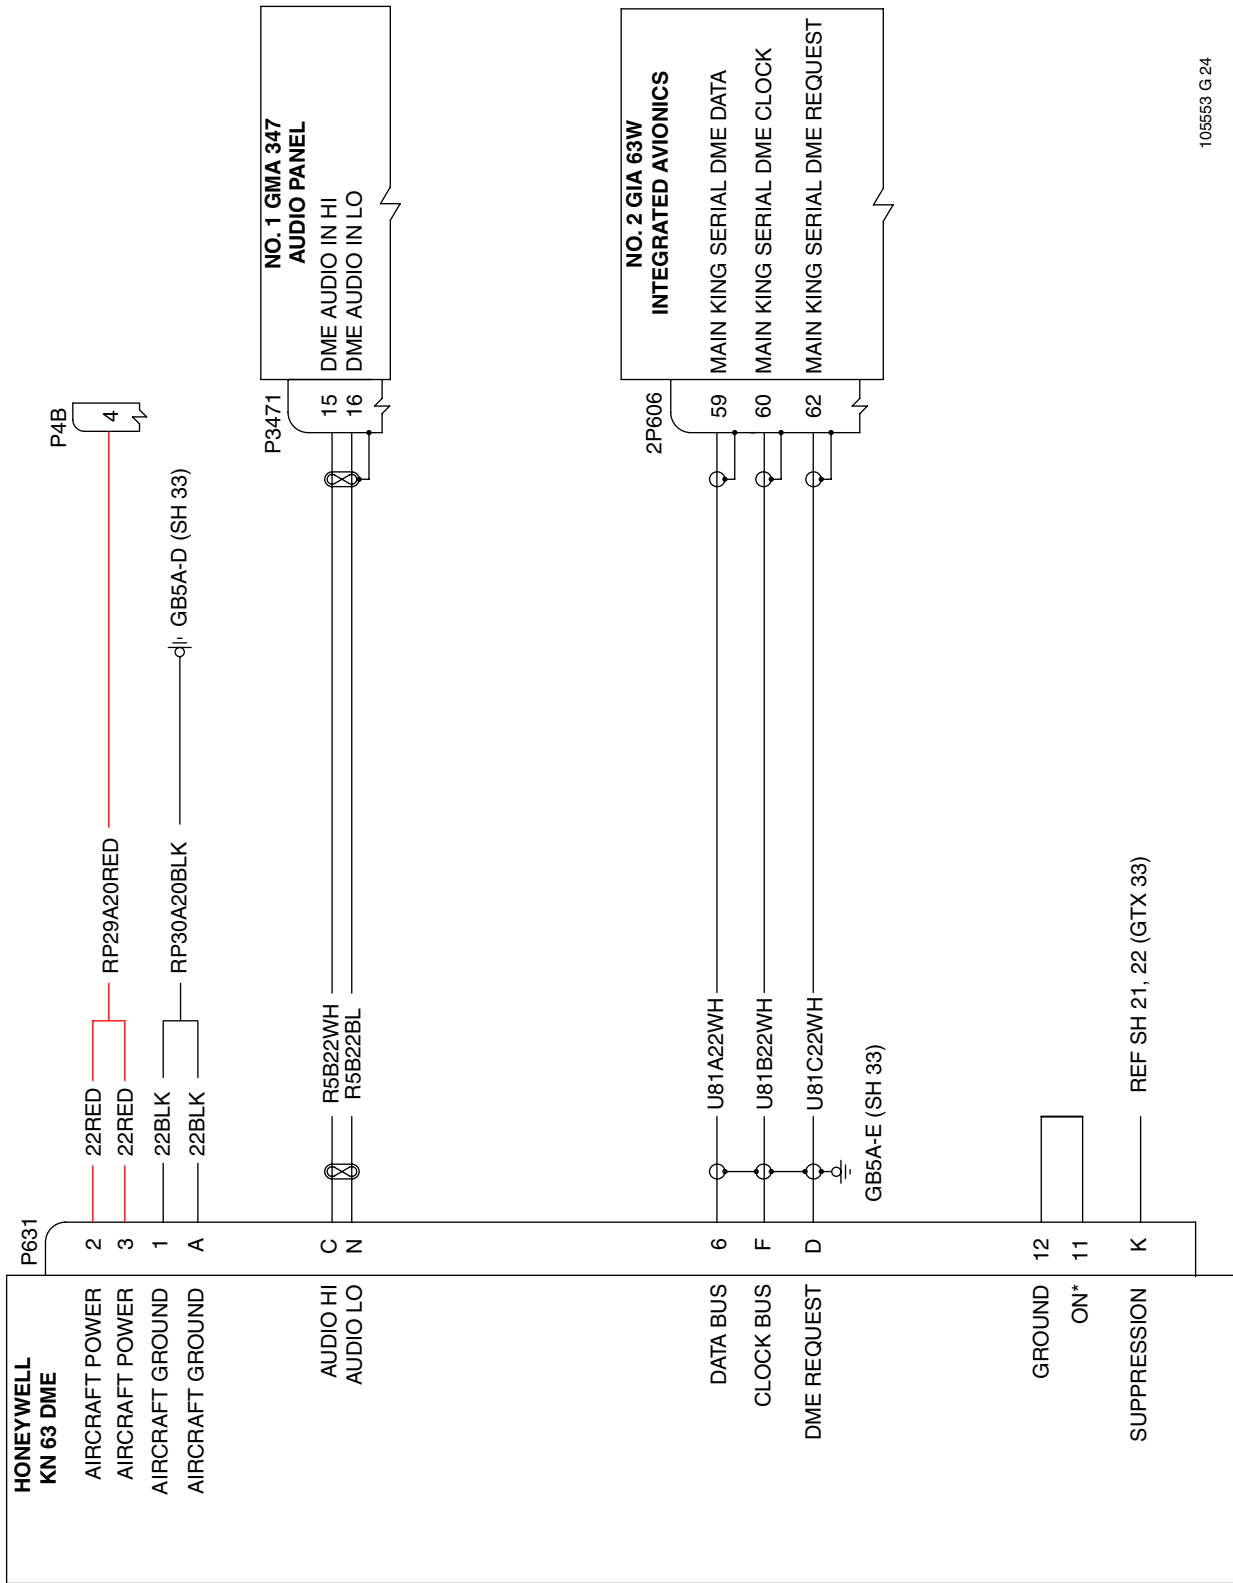 HONEYWELL
KN 63 DME
P631
AIRCRAFT POWER 2 22RED RP29A20RED 4 P4B
AIRCRAFT POWER 3 22RED
AIRCRAFT GROUND 1 22BLK RP30A20BLK GB5A-D (SH 33)
AIRCRAFT GROUND A 22BLK
NO. 1 GMA 347
AUDIO PANEL
P3471
AUDIO HI C R5B22WH 15 DME AUDIO IN HI
AUDIO LO N R5B22BL 16 DME AUDIO IN LO
NO. 2 GIA 63W
INTEGRATED AVIONICS
2P606
DATA BUS 6 U81A22WH 59 MAIN KING SERIAL DME DATA
CLOCK BUS F U81B22WH 60 MAIN KING SERIAL DME CLOCK
DME REQUEST D U81C22WH 62 MAIN KING SERIAL DME REQUEST
GB5A-E (SH 33)
GROUND 12
ON* 11
SUPPRESSION K REF SH 21, 22 (GTX 33)
105553 G 24